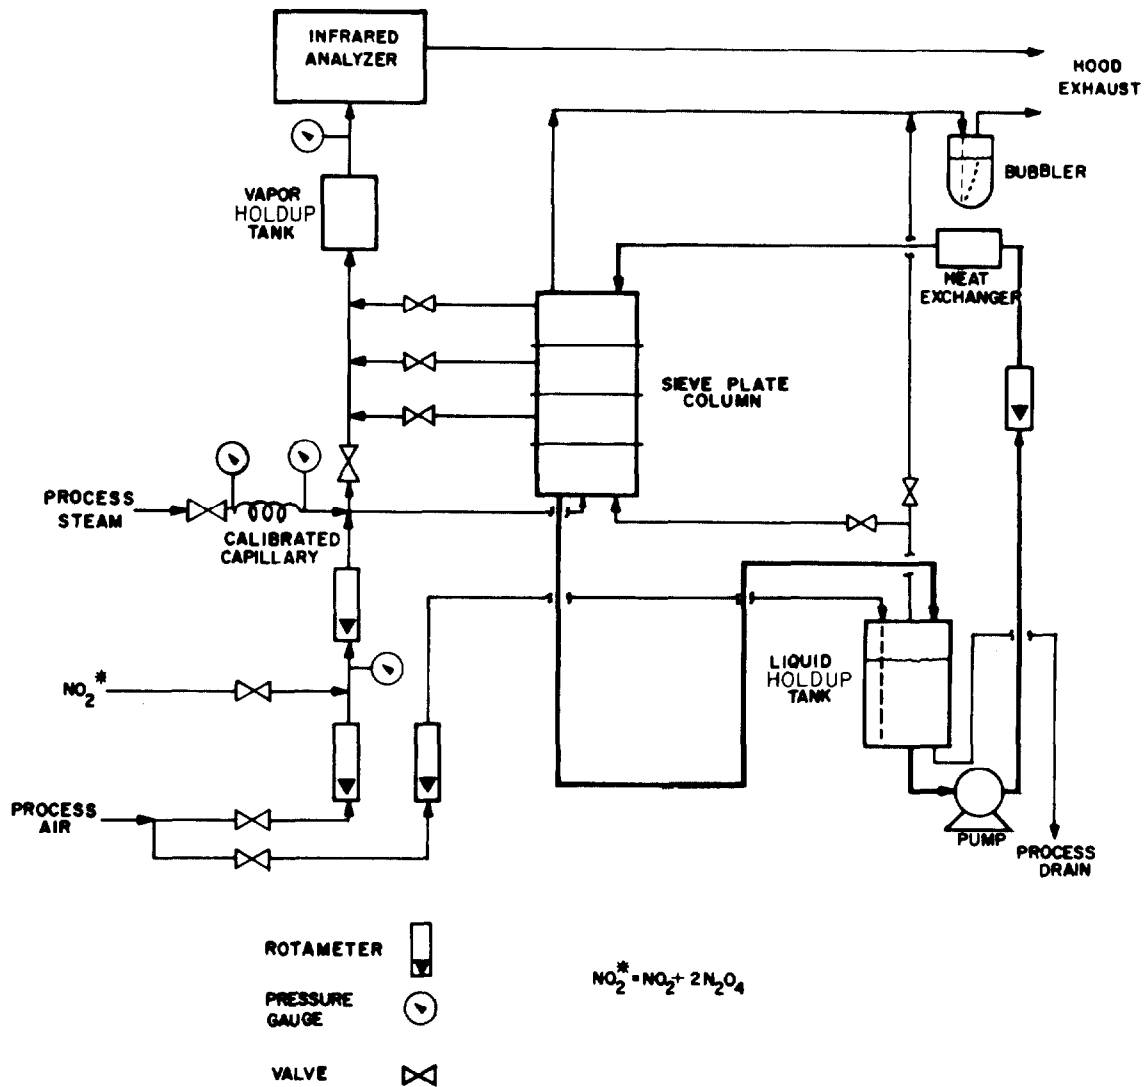 INFRARED
ANALYZER
HOOD
EXHAUST
BUBBLER
VAPOR
HOLDUP
TANK
HEAT
EXCHANGER
SIEVE PLATE
COLUMN
PROCESS
STEAM
CALIBRATED
CAPILLARY
LIQUID
HOLDUP
TANK
NO2*
PROCESS
AIR
PUMP
PROCESS
DRAIN
ROTAMETER
NO2* = NO2 + 2N2O4
PRESSURE
GAUGE
VALVE